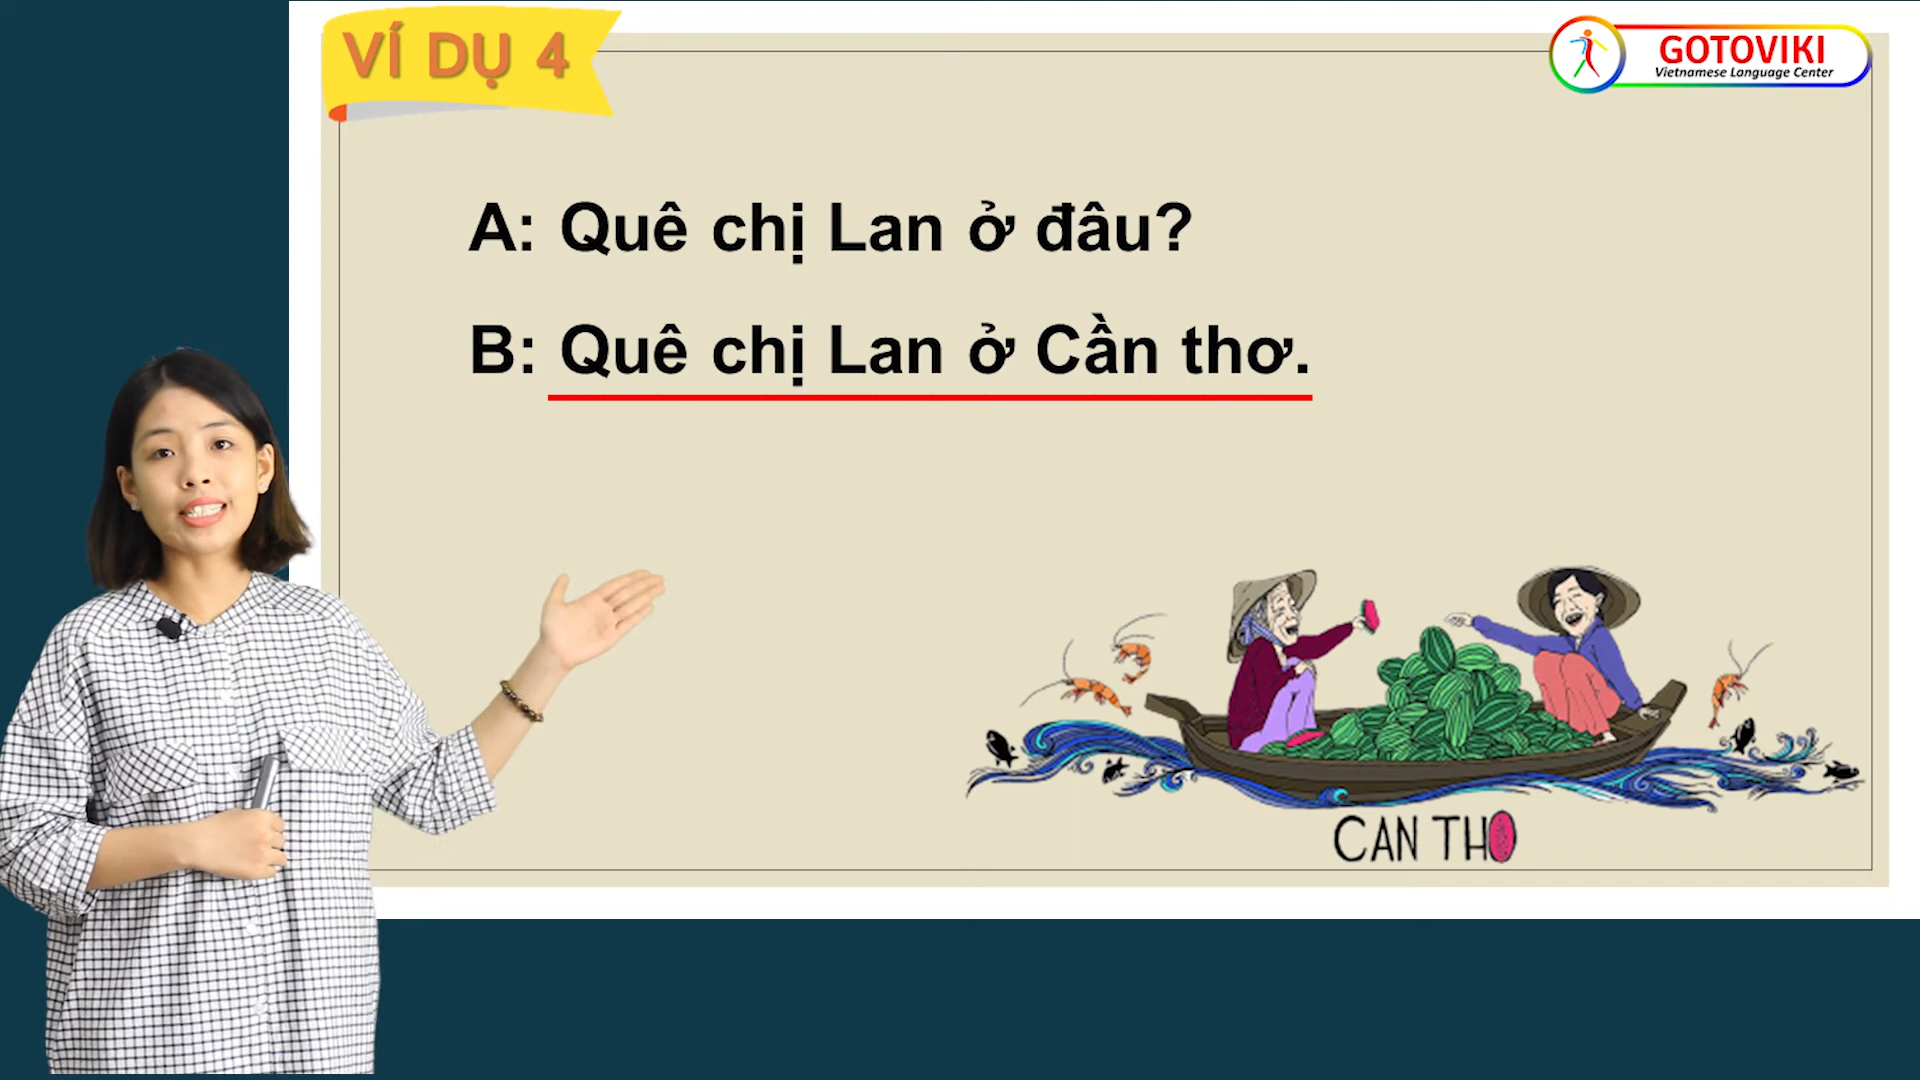 VÍ DỤ 4
GOTOVIKI
Vietnamese Language Center
A: Quê chị Lan ở đâu?
B: Quê chị Lan ở Cần thơ.
CAN THO